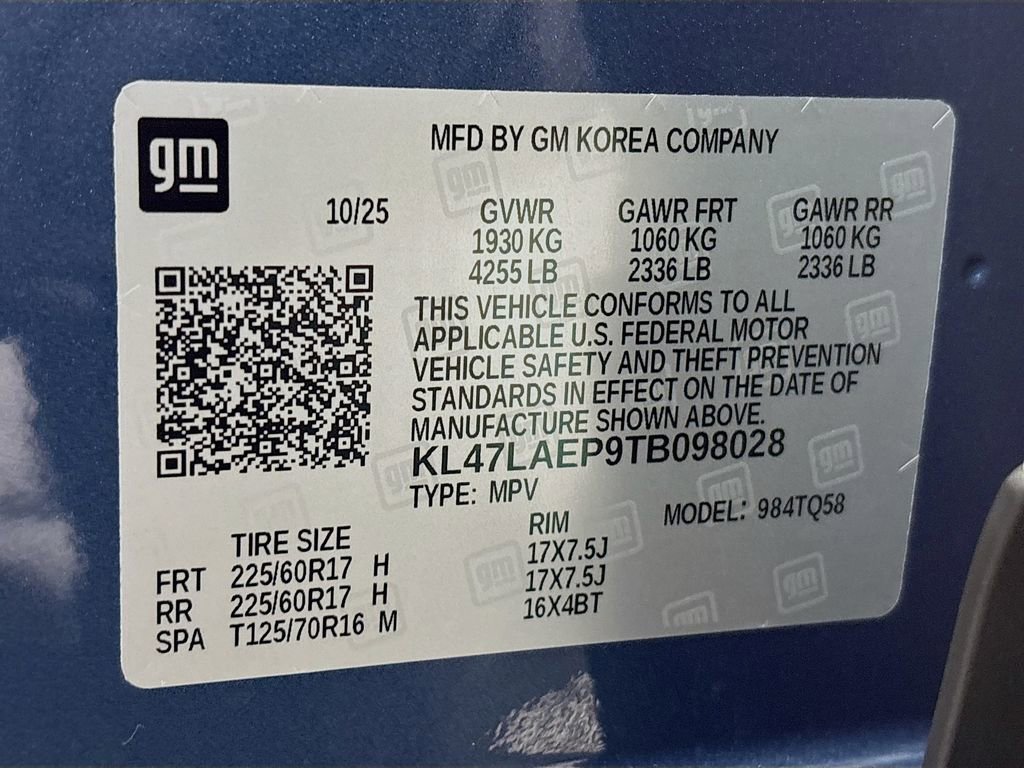 gm
MFD BY GM KOREA COMPANY
10/25 GVWR GAWR FRT GAWR RR
1930 KG 1060 KG 1060 KG
4255 LB 2336 LB 2336 LB
THIS VEHICLE CONFORMS TO ALL
APPLICABLE U.S. FEDERAL MOTOR
VEHICLE SAFETY AND THEFT PREVENTION
STANDARDS IN EFFECT ON THE DATE OF
MANUFACTURE SHOWN ABOVE.
KL47LAEP9TB098028
TYPE: MPV MODEL: 984TQ58
TIRE SIZE RIM
FRT 225/60R17 H 17X7.5J
RR 225/60R17 H 17X7.5J
SPA T125/70R16 M 16X4BT